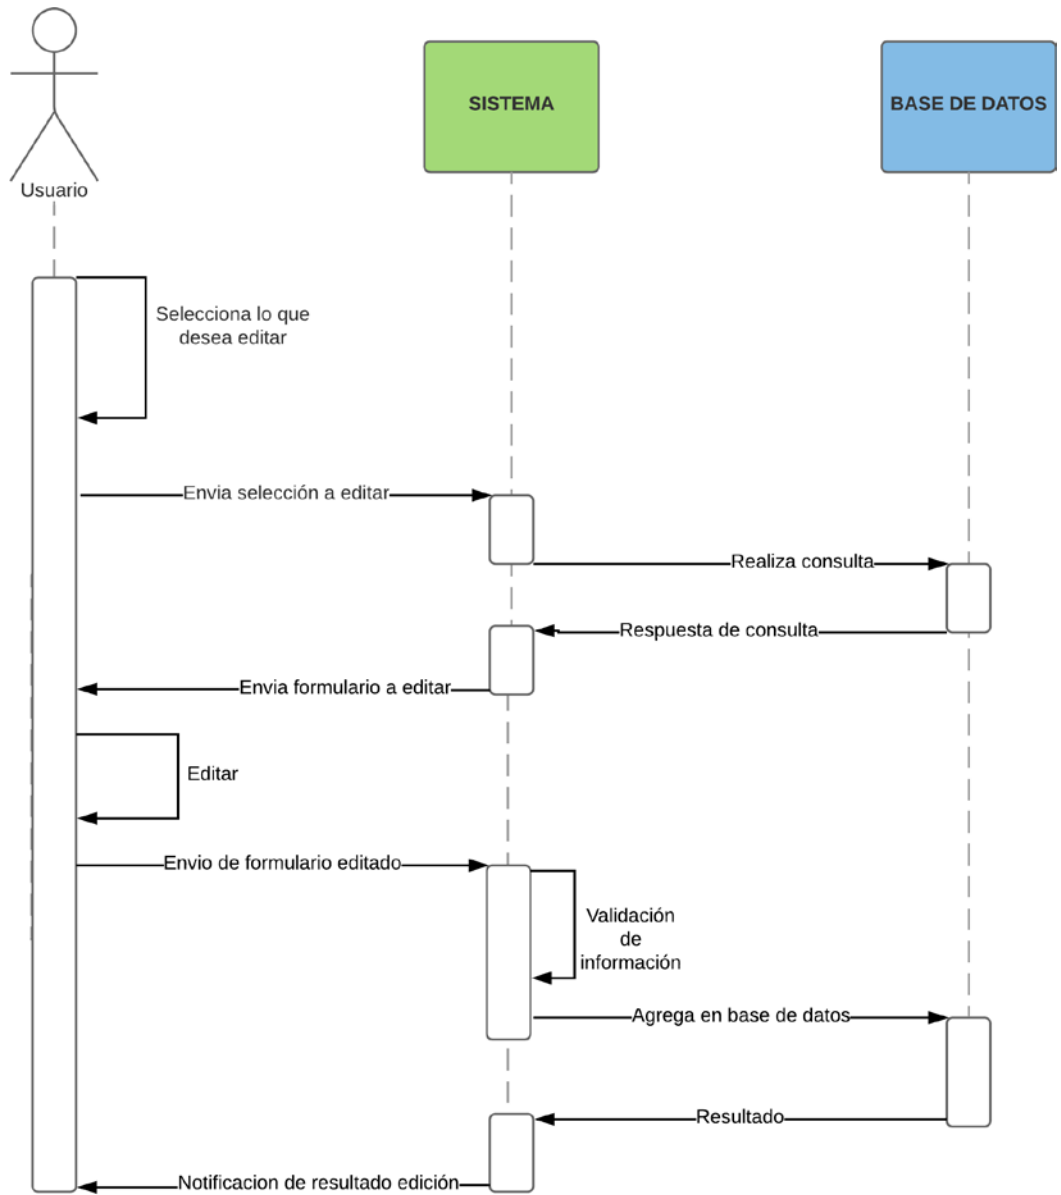 SISTEMA
BASE DE DATOS
Usuario
Selecciona lo que
desea editar
Envia selección a editar
Realiza consulta
Respuesta de consulta
Envia formulario a editar
Editar
Envio de formulario editado
Validación
de
información
Agrega en base de datos
Resultado
Notificacion de resultado edición